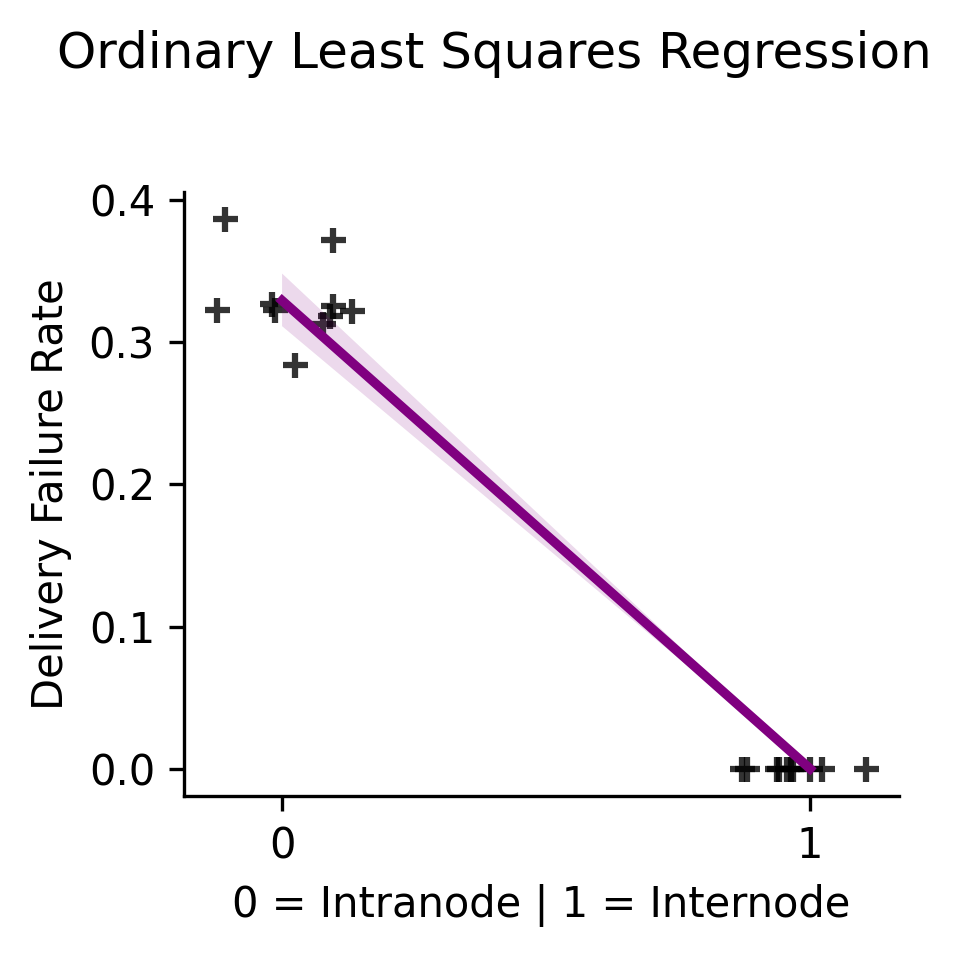 Ordinary Least Squares Regression
0.4
0.3
0.2
0.1
0.0
Delivery Failure Rate
0 1
0 = Intranode | 1 = Internode